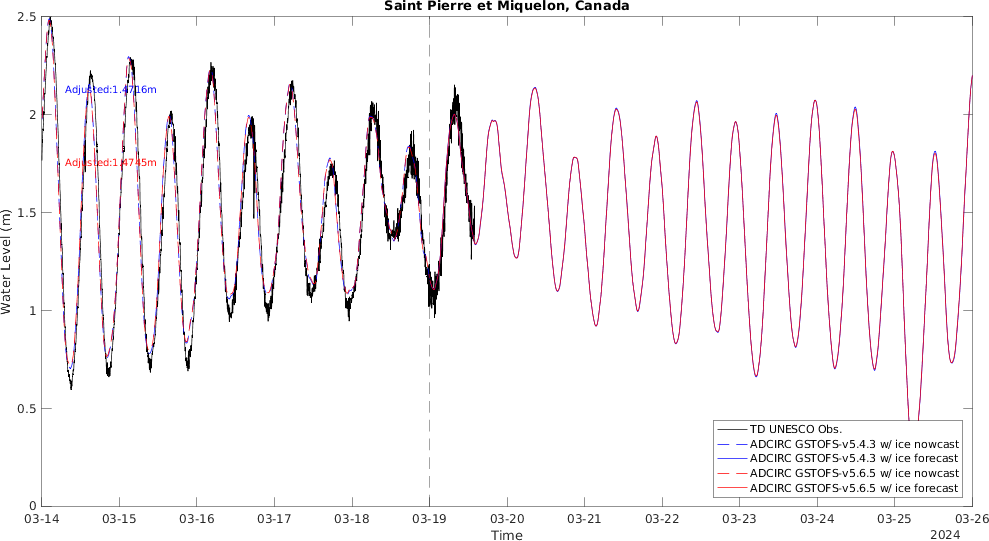 Saint Pierre et Miquelon, Canada
2.5
2
1.5
1
0.5
0
Water Level (m)
Adjusted:1.4716m
Adjusted:1.4745m
TD UNESCO Obs.
ADCIRC GSTOFS-v5.4.3 w/ ice nowcast
ADCIRC GSTOFS-v5.4.3 w/ ice forecast
ADCIRC GSTOFS-v5.6.5 w/ ice nowcast
ADCIRC GSTOFS-v5.6.5 w/ ice forecast
03-14 03-15 03-16 03-17 03-18 03-19 03-20 03-21 03-22 03-23 03-24 03-25 03-26
Time
2024